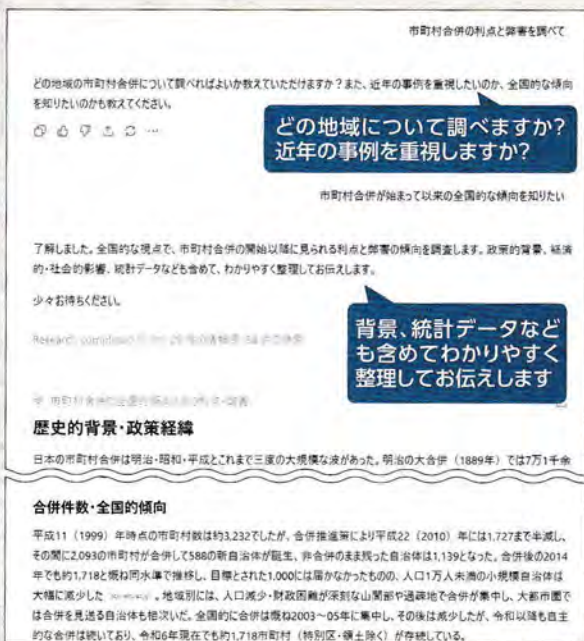 市町村合併の利点と弊害を調べて
どの地域の市町村合併について調べればよいか教えていただけますか?また、近年の事例を重視したいのか、全国的な傾向
を知りたいのかも教えてください。
どの地域について調べますか?
近年の事例を重視しますか?
市町村合併が始まって以来の全国的な傾向を知りたい
了解しました。全国的な視点で、市町村合併の開始以降に見られる利点と弊害の傾向を調査します。政策的背景、経済
的・社会的影響、統計データなども含めて、わかりやすく整理してお伝えします。
少々お待ちください。
背景、統計データなど
も含めてわかりやすく
整理してお伝えします
Research completed
歴史的背景・政策経緯
日本の市町村合併は明治・昭和・平成とこれまで三度の大規模な波があった。明治の大合併(1889年)では7万1千余
合併件数・全国的傾向
平成11(1999)年時点の市町村数は約3,232でしたが、合併推進策により平成22(2010)年には1,727まで半減し、
その間に2,093の市町村が合併して588の新自治体が誕生、非合併のまま残った自治体は1,139となった。合併後の2014
年でも約1,718と概ね同水準で推移し、目標とされた1,000には届かなかったものの、人口1万人未満の小規模自治体は
大幅に減少した 。地域別には、人口減少・財政困難が深刻な山間部や過疎地で合併が集中し、大都市圏で
は合併を見送る自治体も相次いだ。全国的に合併は概ね2003〜05年に集中し、その後は減少したが、令和以降も自主
的な合併は続いており、令和6年現在でも約1,718市町村(特別区・領土除く)が存続している。